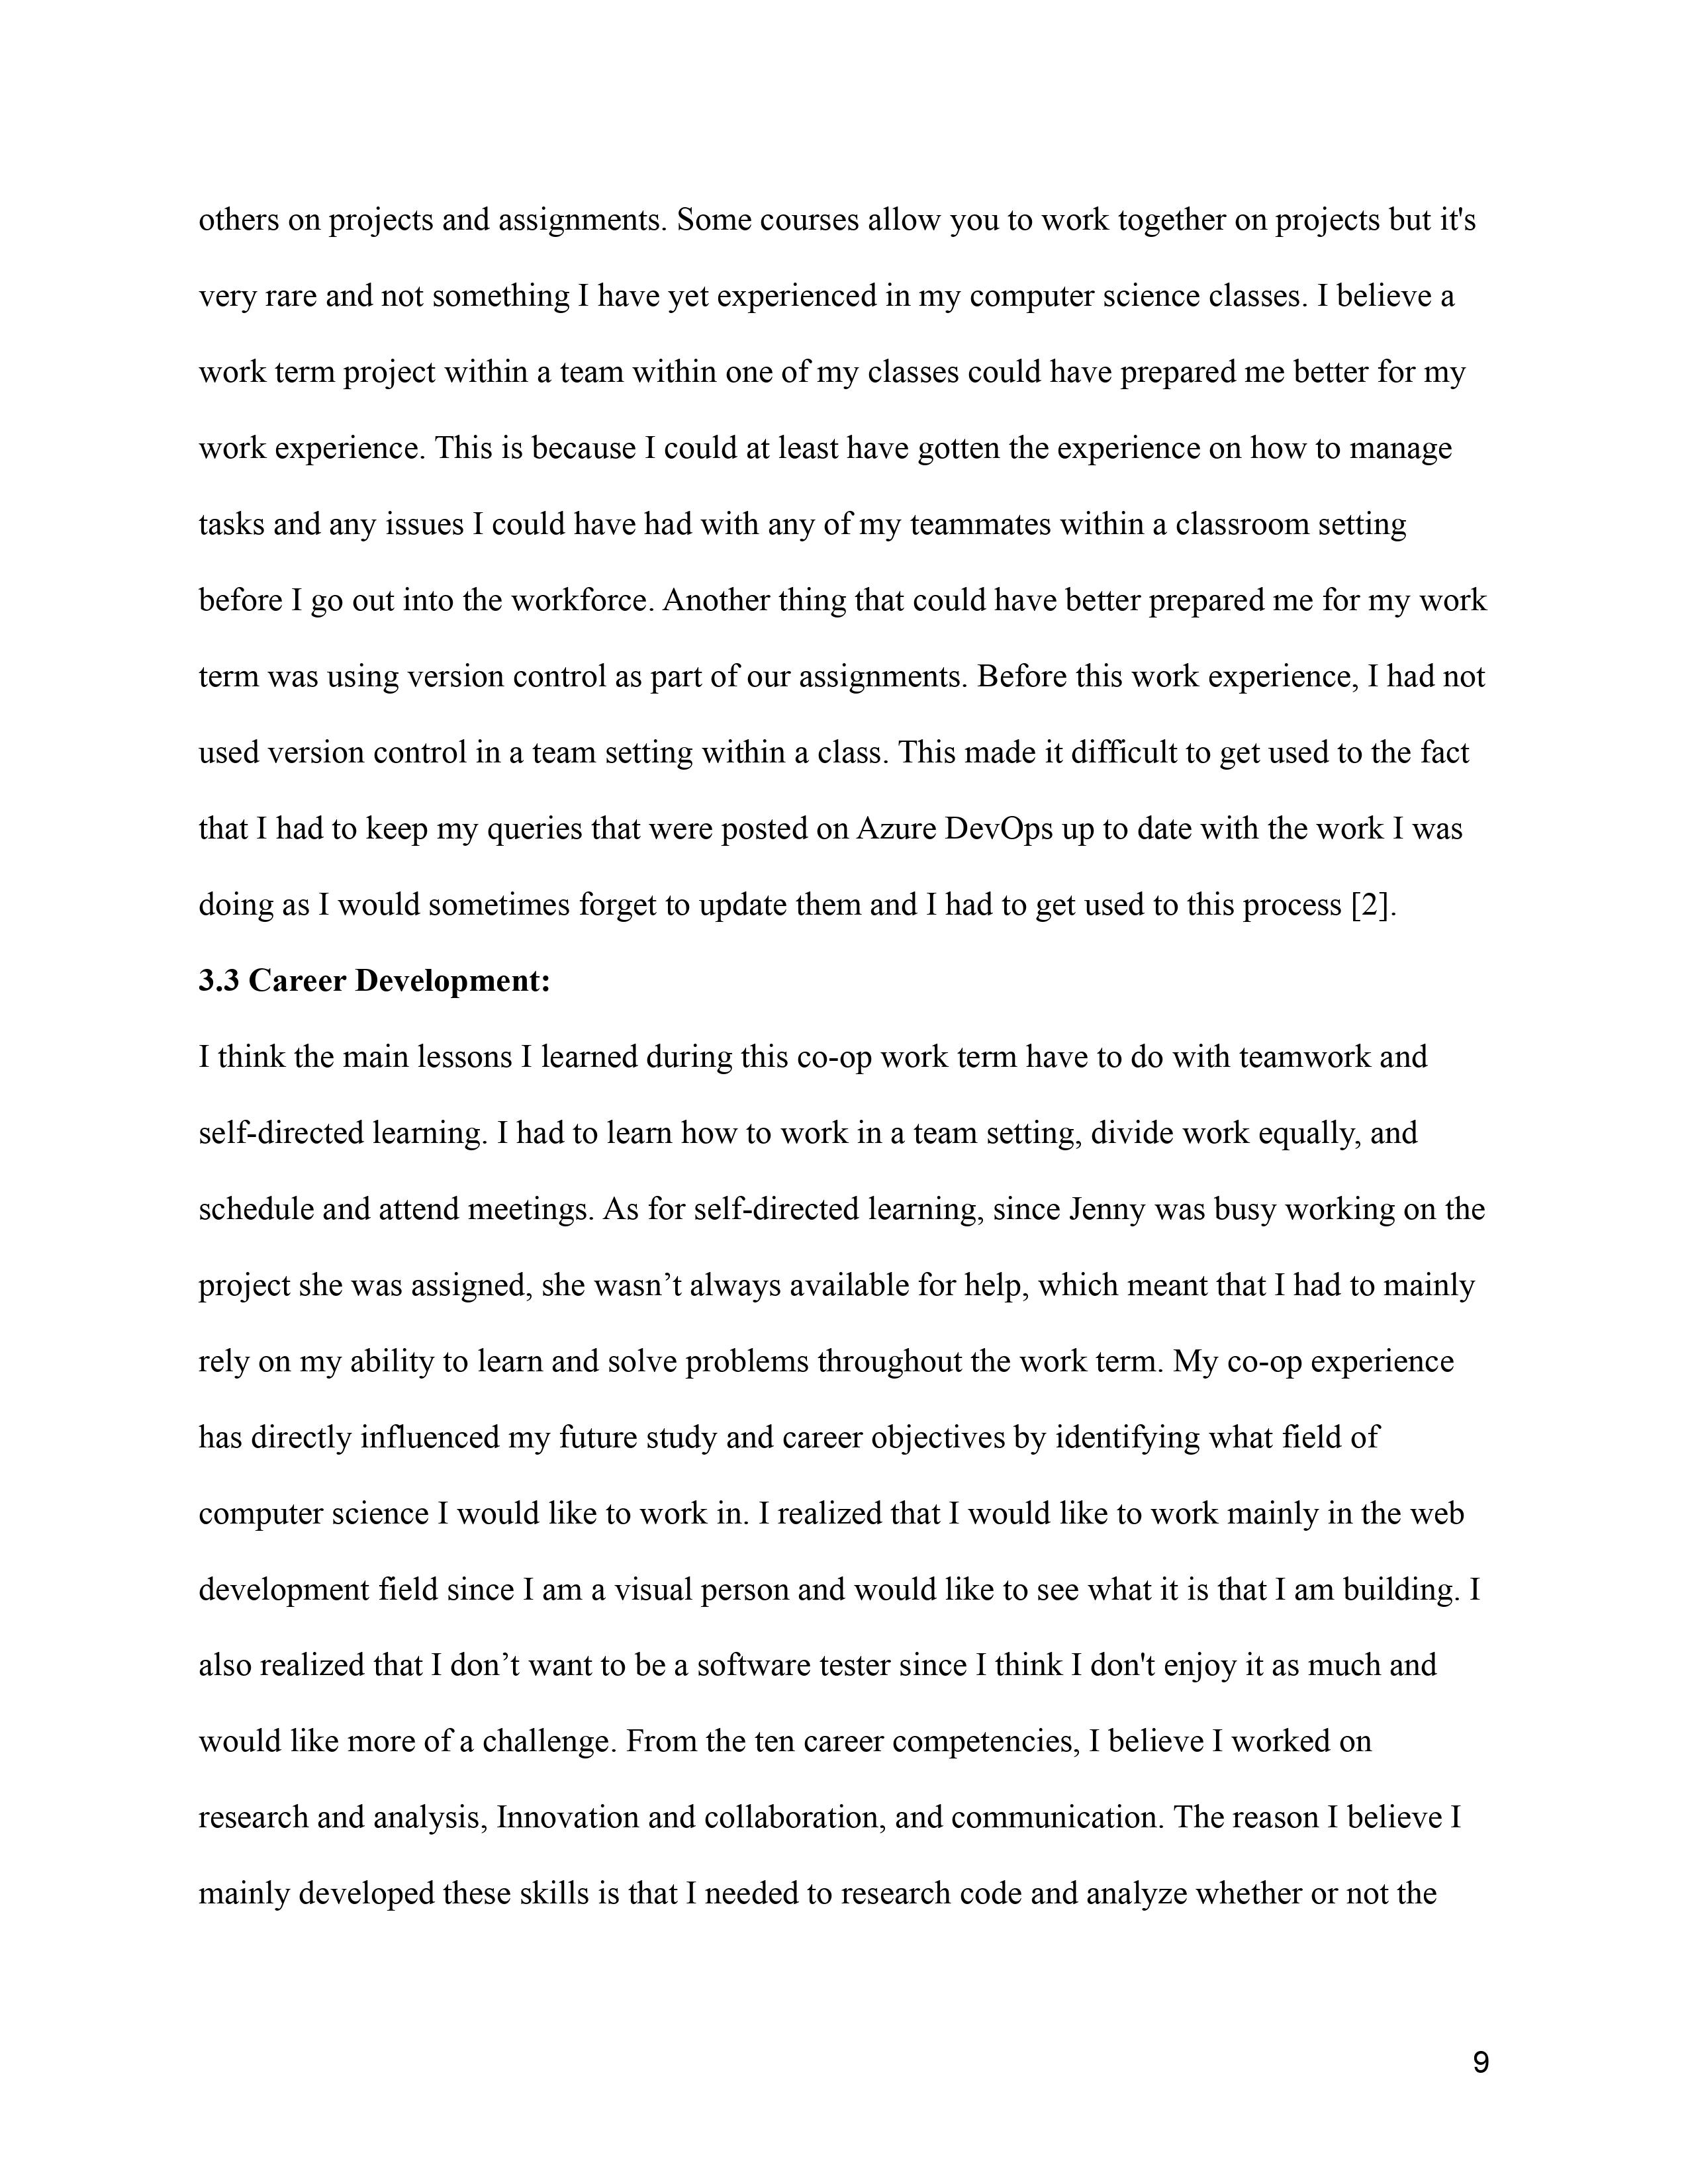 others on projects and assignments. Some courses allow you to work together on projects but it's
very rare and not something I have yet experienced in my computer science classes. I believe a
work term project within a team within one of my classes could have prepared me better for my
work experience. This is because I could at least have gotten the experience on how to manage
tasks and any issues I could have had with any of my teammates within a classroom setting
before I go out into the workforce. Another thing that could have better prepared me for my work
term was using version control as part of our assignments. Before this work experience, I had not
used version control in a team setting within a class. This made it difficult to get used to the fact
that I had to keep my queries that were posted on Azure DevOps up to date with the work I was
doing as I would sometimes forget to update them and I had to get used to this process [2].
3.3 Career Development:
I think the main lessons I learned during this co-op work term have to do with teamwork and
self-directed learning. I had to learn how to work in a team setting, divide work equally, and
schedule and attend meetings. As for self-directed learning, since Jenny was busy working on the
project she was assigned, she wasn’t always available for help, which meant that I had to mainly
rely on my ability to learn and solve problems throughout the work term. My co-op experience
has directly influenced my future study and career objectives by identifying what field of
computer science I would like to work in. I realized that I would like to work mainly in the web
development field since I am a visual person and would like to see what it is that I am building. I
also realized that I don’t want to be a software tester since I think I don't enjoy it as much and
would like more of a challenge. From the ten career competencies, I believe I worked on
research and analysis, Innovation and collaboration, and communication. The reason I believe I
mainly developed these skills is that I needed to research code and analyze whether or not the
9